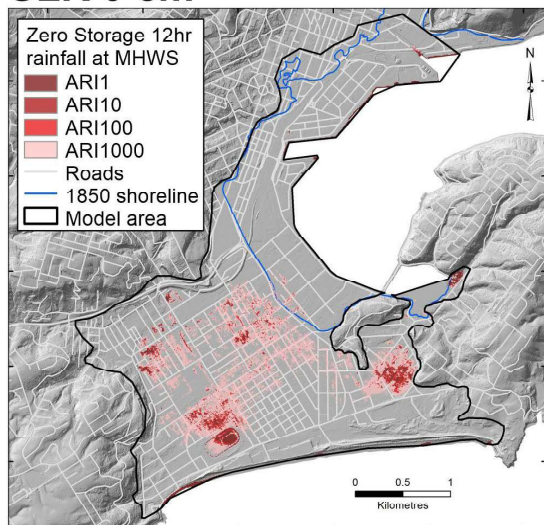 Zero Storage 12hr
rainfall at MHWS
ARI1
ARI10
ARI100
ARI1000
Roads
1850 shoreline
Model area
N
0 0.5 1
Kilometres